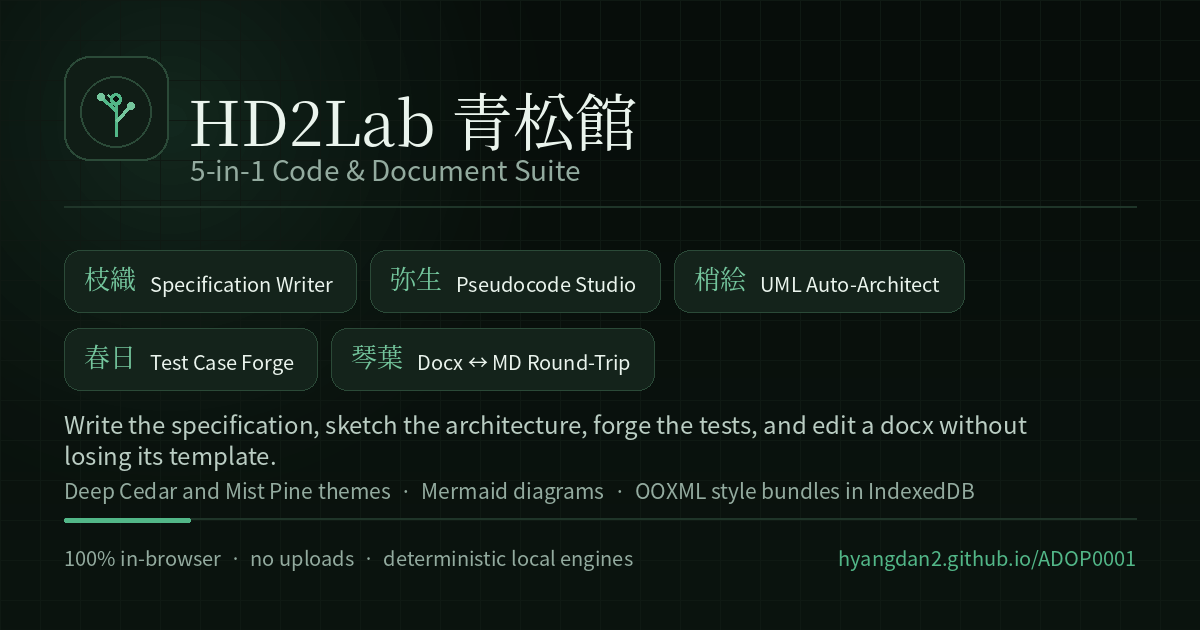 HD2Lab 青松館
5-in-1 Code & Document Suite
枝織 Specification Writer
弥生 Pseudocode Studio
梢絵 UML Auto-Architect
春日 Test Case Forge
琴葉 Docx ↔ MD Round-Trip
Write the specification, sketch the architecture, forge the tests, and edit a docx without
losing its template.
Deep Cedar and Mist Pine themes · Mermaid diagrams · OOXML style bundles in IndexedDB
100% in-browser · no uploads · deterministic local engines
hyangdan2.github.io/ADOP0001